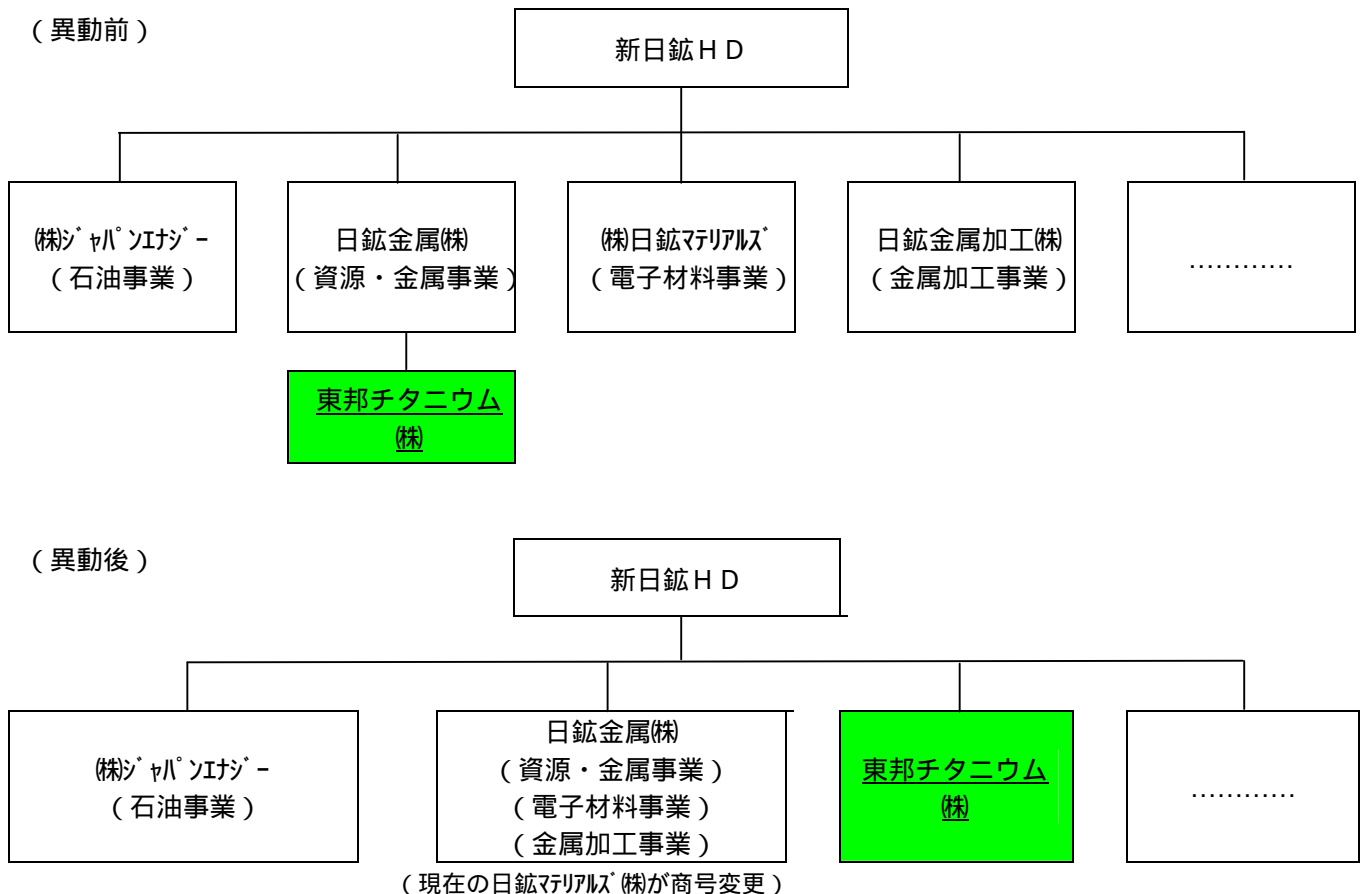 （異動前）
新日鉱ＨＤ
㈱ｼﾞｬﾊﾟﾝｴﾅｼﾞｰ
（石油事業）
日鉱金属㈱
（資源・金属事業）
㈱日鉱ﾏﾃﾘｱﾙｽﾞ
（電子材料事業）
日鉱金属加工㈱
（金属加工事業）
…………
東邦チタニウム
㈱
（異動後）
新日鉱ＨＤ
㈱ｼﾞｬﾊﾟﾝｴﾅｼﾞｰ
（石油事業）
日鉱金属㈱
（資源・金属事業）
（電子材料事業）
（金属加工事業）
東邦チタニウム
㈱
…………
（現在の日鉱ﾏﾃﾘｱﾙｽﾞ㈱が商号変更）